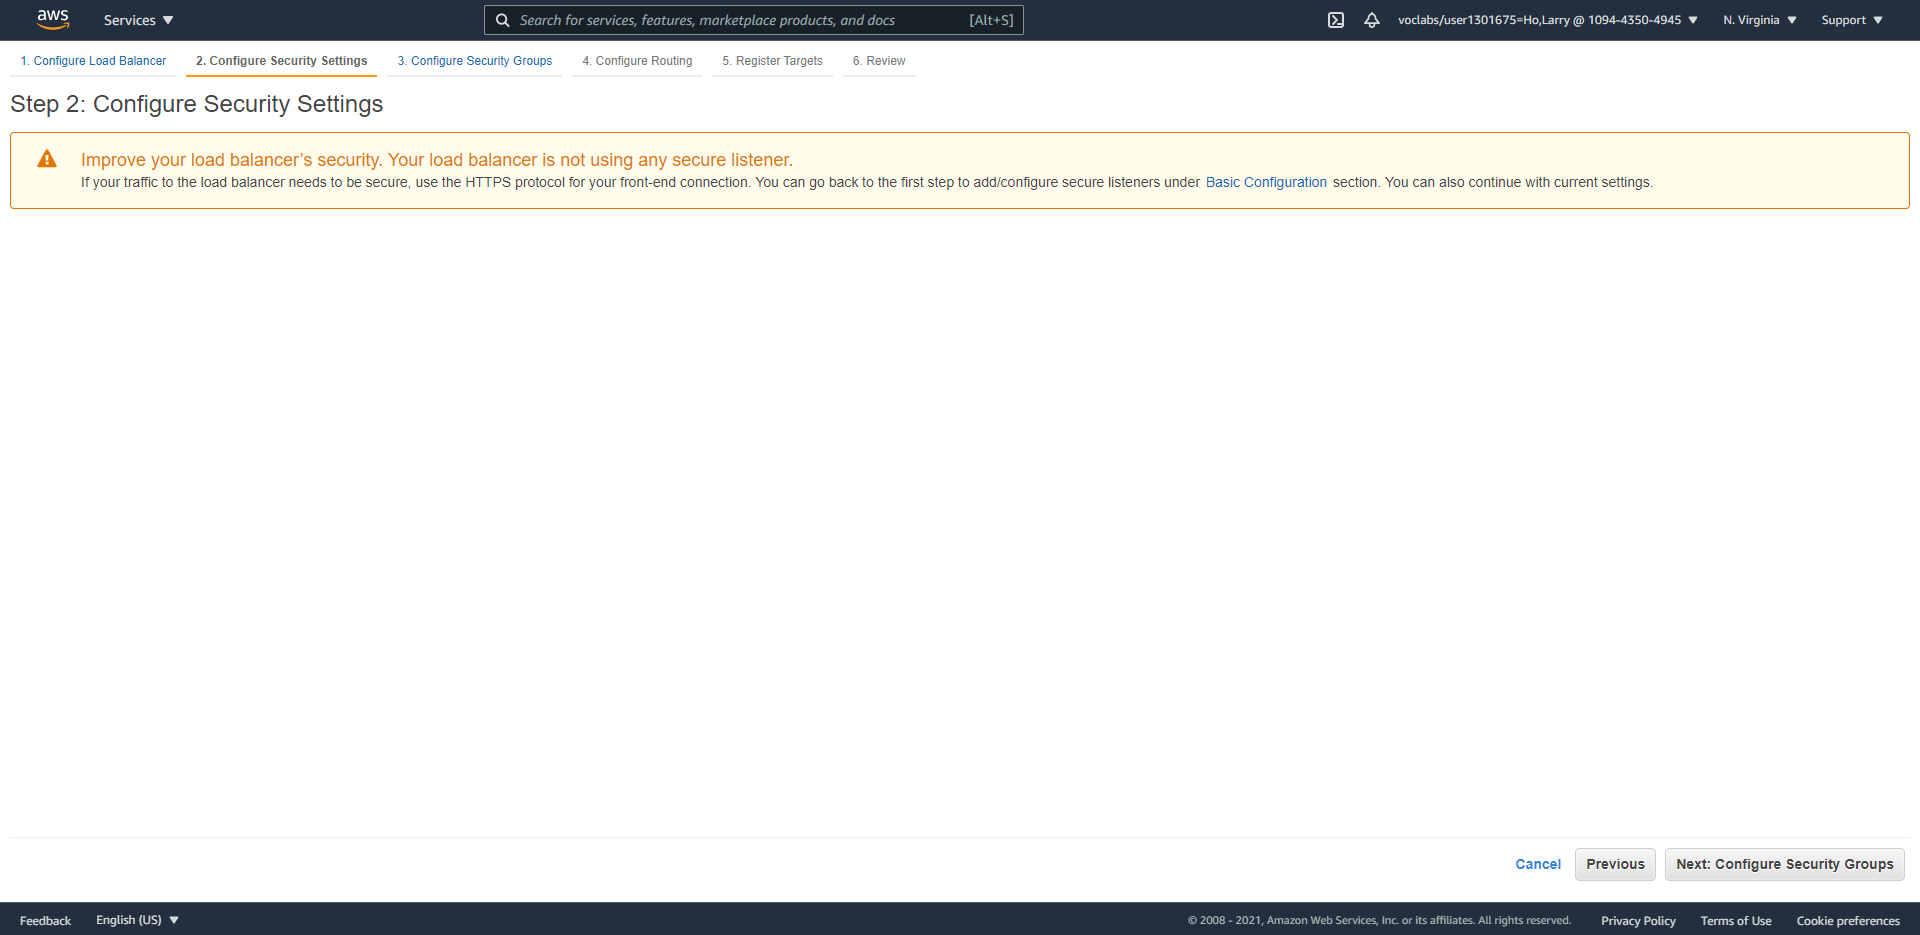 aws Services Search for services, features, marketplace products, and docs [Alt+S] voclabs/user1301675=Ho,Larry @ 1094-4350-4945 N. Virginia Support
1. Configure Load Balancer 2. Configure Security Settings 3. Configure Security Groups 4. Configure Routing 5. Register Targets 6. Review
Step 2: Configure Security Settings
Improve your load balancer’s security. Your load balancer is not using any secure listener.
If your traffic to the load balancer needs to be secure, use the HTTPS protocol for your front-end connection. You can go back to the first step to add/configure secure listeners under Basic Configuration section. You can also continue with current settings.
Cancel Previous Next: Configure Security Groups
Feedback English (US) © 2008 - 2021, Amazon Web Services, Inc. or its affiliates. All rights reserved. Privacy Policy Terms of Use Cookie preferences